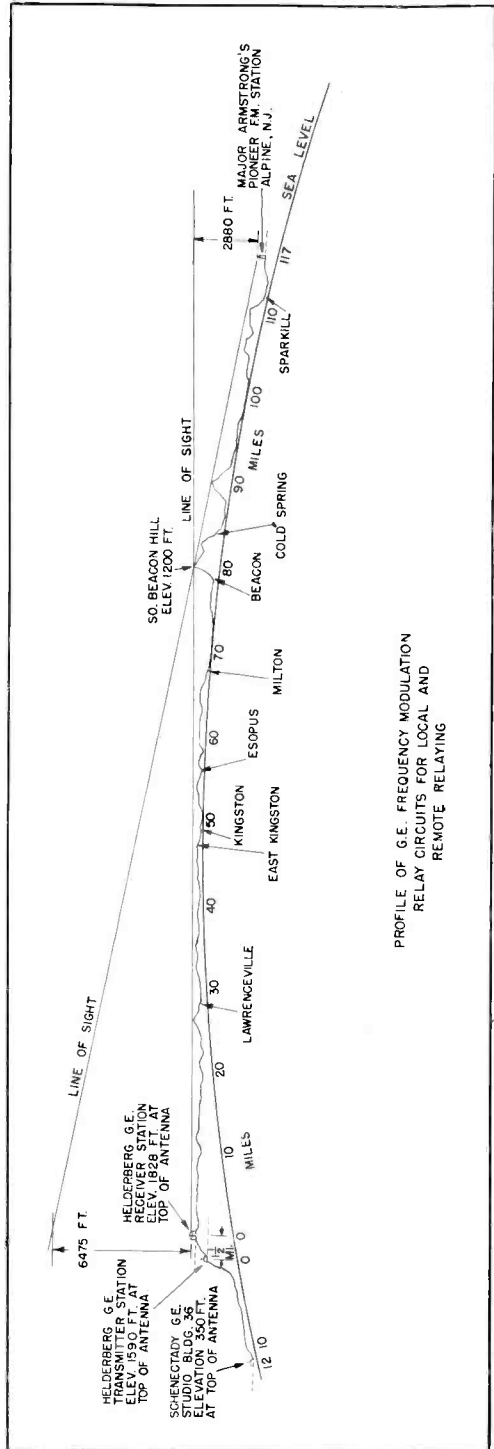 6475 FT.
LINE OF SIGHT
SO. BEACON HILL
ELEV. 1200 FT.
LINE OF SIGHT
2880 FT.
MAJOR ARMSTRONG'S
PIONEER F.M. STATION
ALPINE, N.J.
HELDERBERG G.E.
RECEIVER STATION
ELEV. 1828 FT. AT
TOP OF ANTENNA
HELDERBERG G.E.
TRANSMITTER STATION
ELEV. 1590 FT. AT
TOP OF ANTENNA
SCHENECTADY G.E.
STUDIO BLDG. 36
ELEVATION 350 FT.
AT TOP OF ANTENNA
12 10
0
1/2
MI.
0
10
MILES
20
30
40
50
60
70
80
90
MILES
100
110
117
SEA LEVEL
LAWRENCEVILLE
EAST KINGSTON
KINGSTON
ESOPUS
MILTON
BEACON
COLD SPRING
SPARKILL
PROFILE OF G.E. FREQUENCY MODULATION
RELAY CIRCUITS FOR LOCAL AND
REMOTE RELAYING